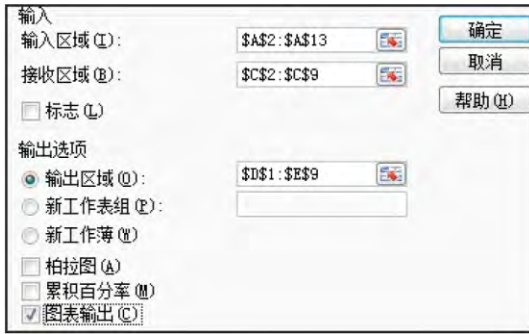 输入
输入区域(I): $A$2:$A$13
接收区域(B): $C$2:$C$9
标志(L)
确定
取消
帮助(H)
输出选项
输出区域(O): $D$1:$E$9
新工作表组(P):
新工作薄(W)
柏拉图(A)
累积百分率(M)
图表输出(C)